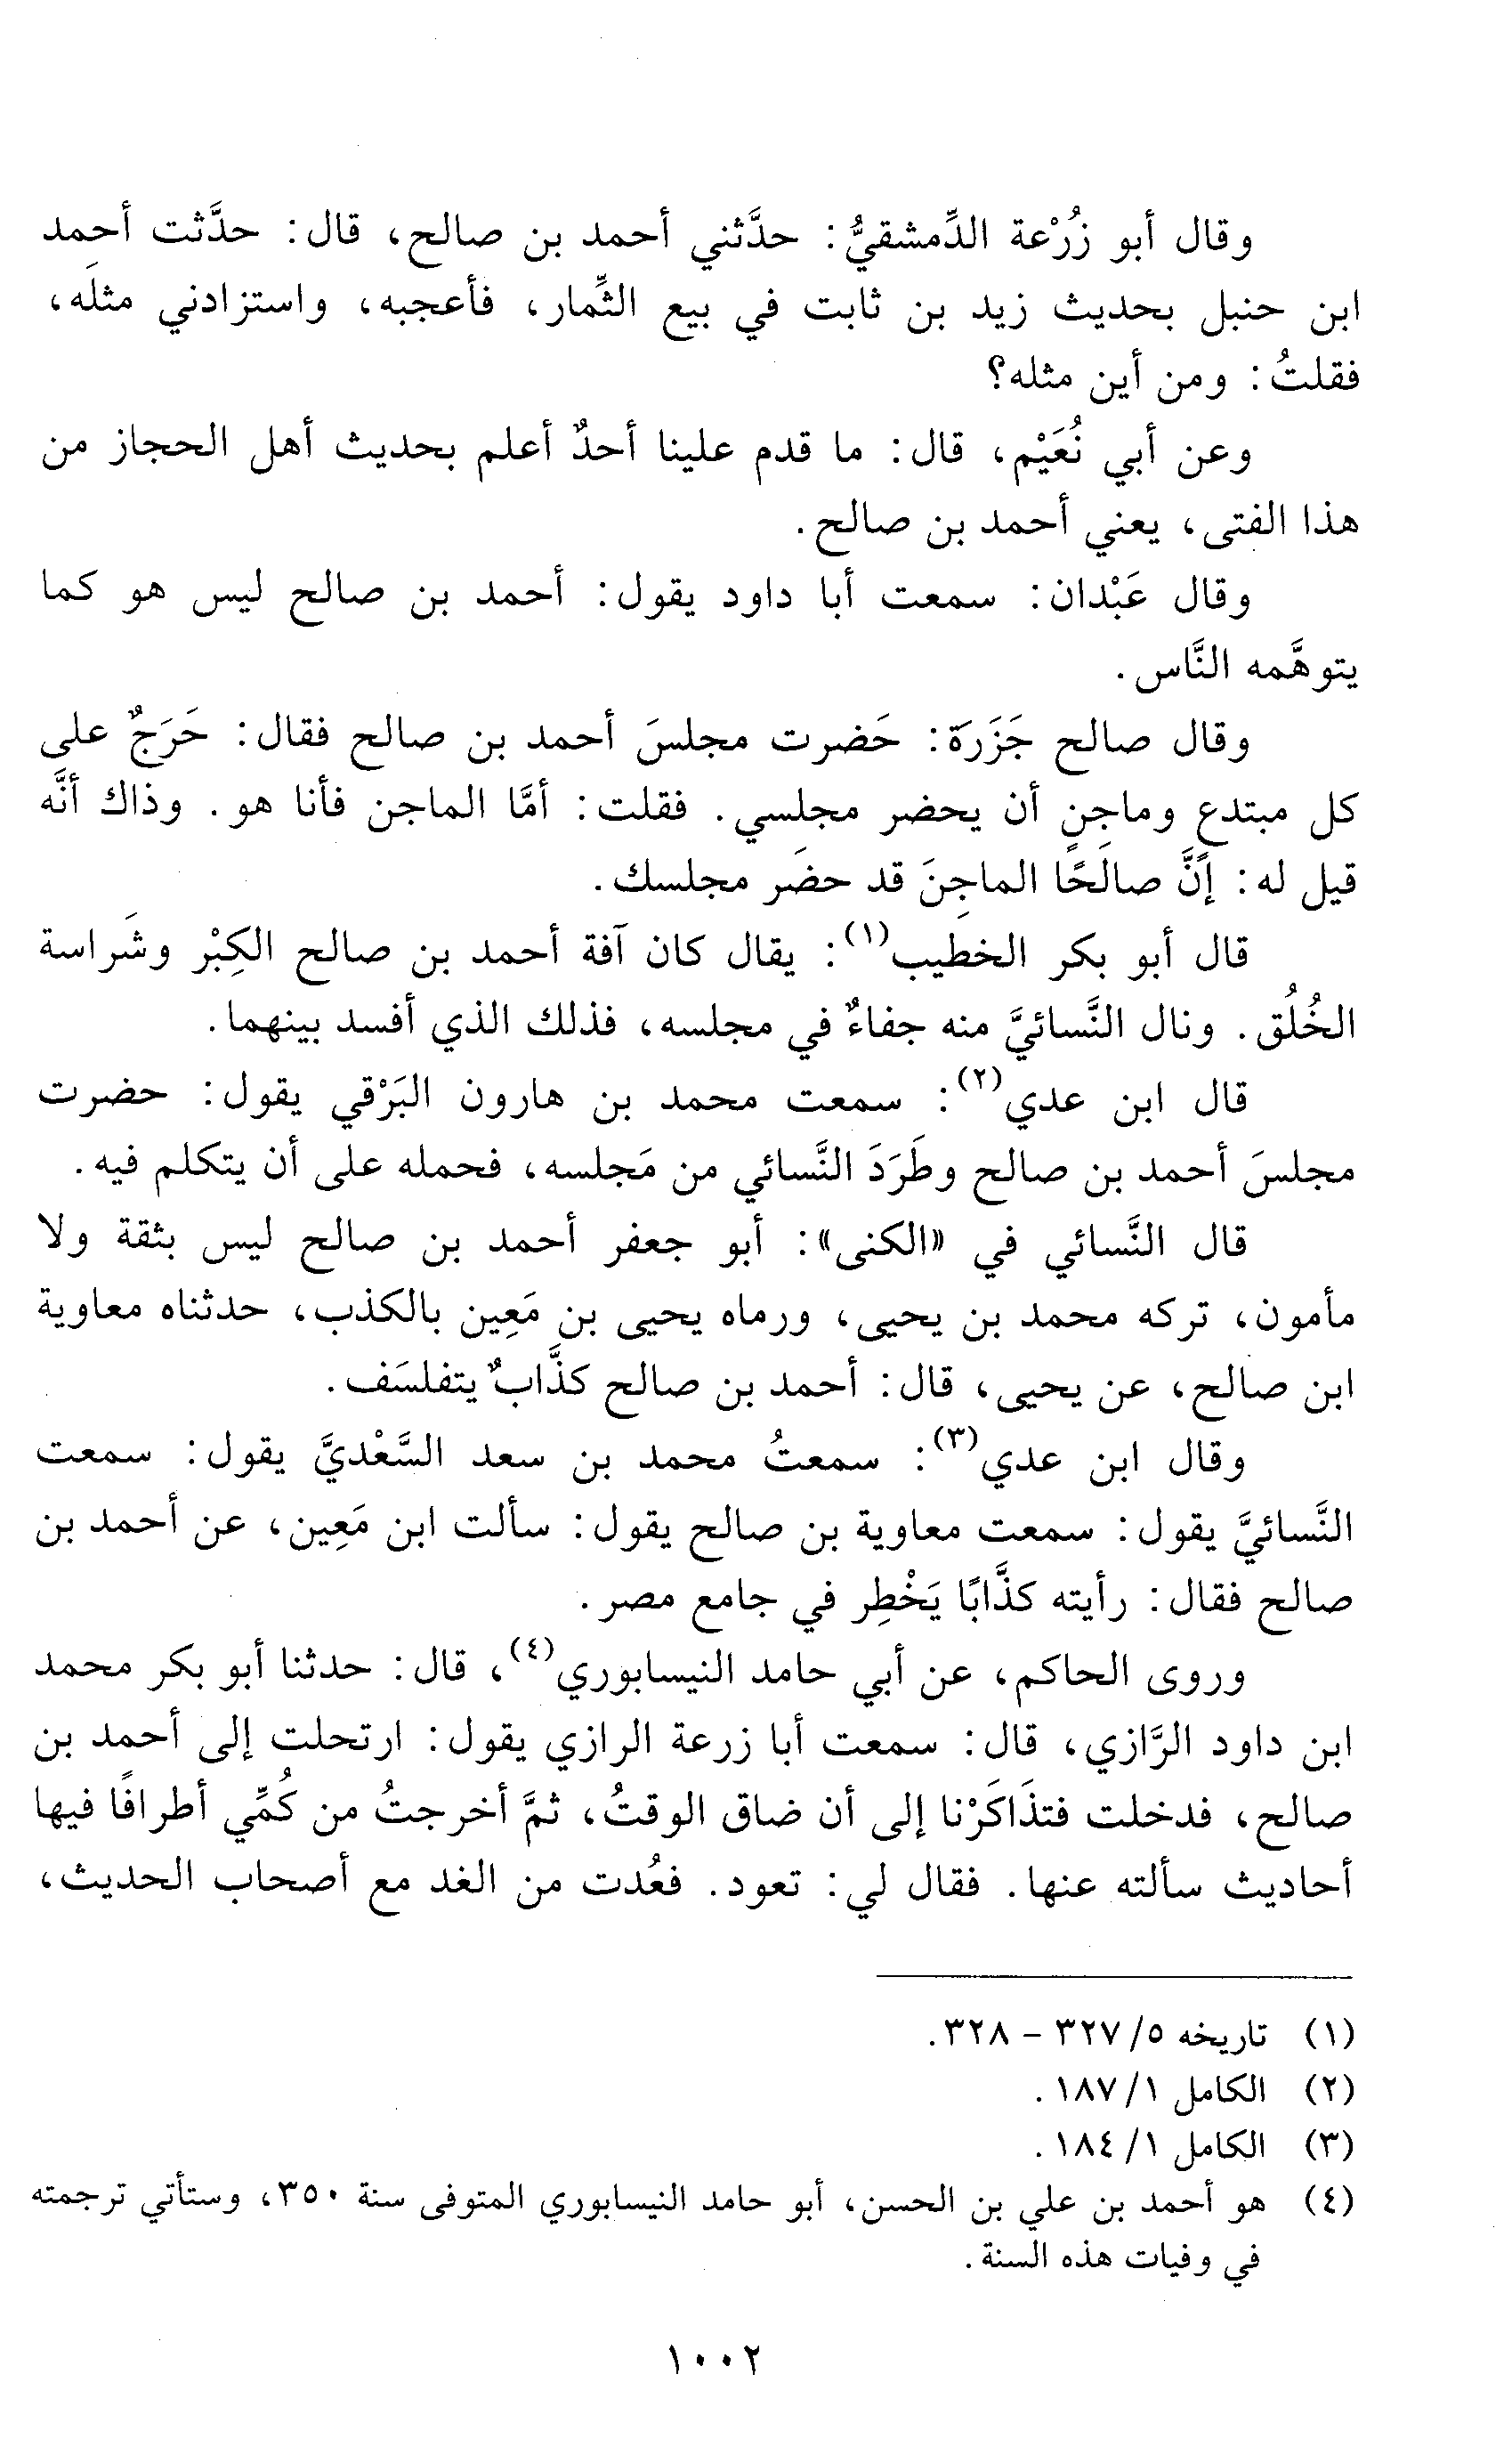 وقال أبو زُرْعة الدِّمشقيُّ: حدَّثني أحمد بن صالح، قال: حدَّثت أحمد
ابن حنبل بحديث زيد بن ثابت في بيع الثِّمار، فأعجبه، واستزادني مثلَه،
فقلتُ: ومن أين مثله؟
وعن أبي نُعَيْم، قال: ما قدم علينا أحدٌ أعلم بحديث أهل الحجاز من
هذا الفتى، يعني أحمد بن صالح.
وقال عَبْدان: سمعت أبا داود يقول: أحمد بن صالح ليس هو كما
يتوهَّمه النَّاس.
وقال صالح جَزَرَة: حَضرت مجلسَ أحمد بن صالح فقال: حَرَجٌ على
كل مبتدع وماجِنٍ أن يحضر مجلسي. فقلت: أمَّا الماجن فأنا هو. وذاك أنَّه
قيل له: إنَّ صالحًا الماجِنَ قد حضَر مجلسك.
قال أبو بكر الخطيب(١): يقال كان آفة أحمد بن صالح الكِبْر وشَراسة
الخُلُق. ونال النَّسائيَّ منه جفاءٌ في مجلسه، فذلك الذي أفسد بينهما.
قال ابن عدي(٢): سمعت محمد بن هارون البَرْقي يقول: حضرت
مجلسَ أحمد بن صالح وطَرَدَ النَّسائي من مَجلسه، فحمله على أن يتكلم فيه.
قال النَّسائي في «الكنى»: أبو جعفر أحمد بن صالح ليس بثقة ولا
مأمون، تركه محمد بن يحيى، ورماه يحيى بن مَعِين بالكذب، حدثناه معاوية
ابن صالح، عن يحيى، قال: أحمد بن صالح كذَّابٌ يتفلسَف.
وقال ابن عدي(٣): سمعتُ محمد بن سعد السَّعْديَّ يقول: سمعت
النَّسائيَّ يقول: سمعت معاوية بن صالح يقول: سألت ابن مَعِين، عن أحمد بن
صالح فقال: رأيته كذَّابًا يَخْطِر في جامع مصر.
وروى الحاكم، عن أبي حامد النيسابوري(٤)، قال: حدثنا أبو بكر محمد
ابن داود الرَّازي، قال: سمعت أبا زرعة الرازي يقول: ارتحلت إلى أحمد بن
صالح، فدخلت فتذَاكَرْنا إلى أن ضاق الوقتُ، ثمَّ أخرجتُ من كُمِّي أطرافًا فيها
أحاديث سألته عنها. فقال لي: تعود. فعُدت من الغد مع أصحاب الحديث،
(١) تاريخه ٥/ ٣٢٧ - ٣٢٨.
(٢) الكامل ١/ ١٨٧.
(٣) الكامل ١/ ١٨٤.
(٤) هو أحمد بن علي بن الحسن، أبو حامد النيسابوري المتوفى سنة ٣٥٠، وستأتي ترجمته
في وفيات هذه السنة.
١٠٠٢